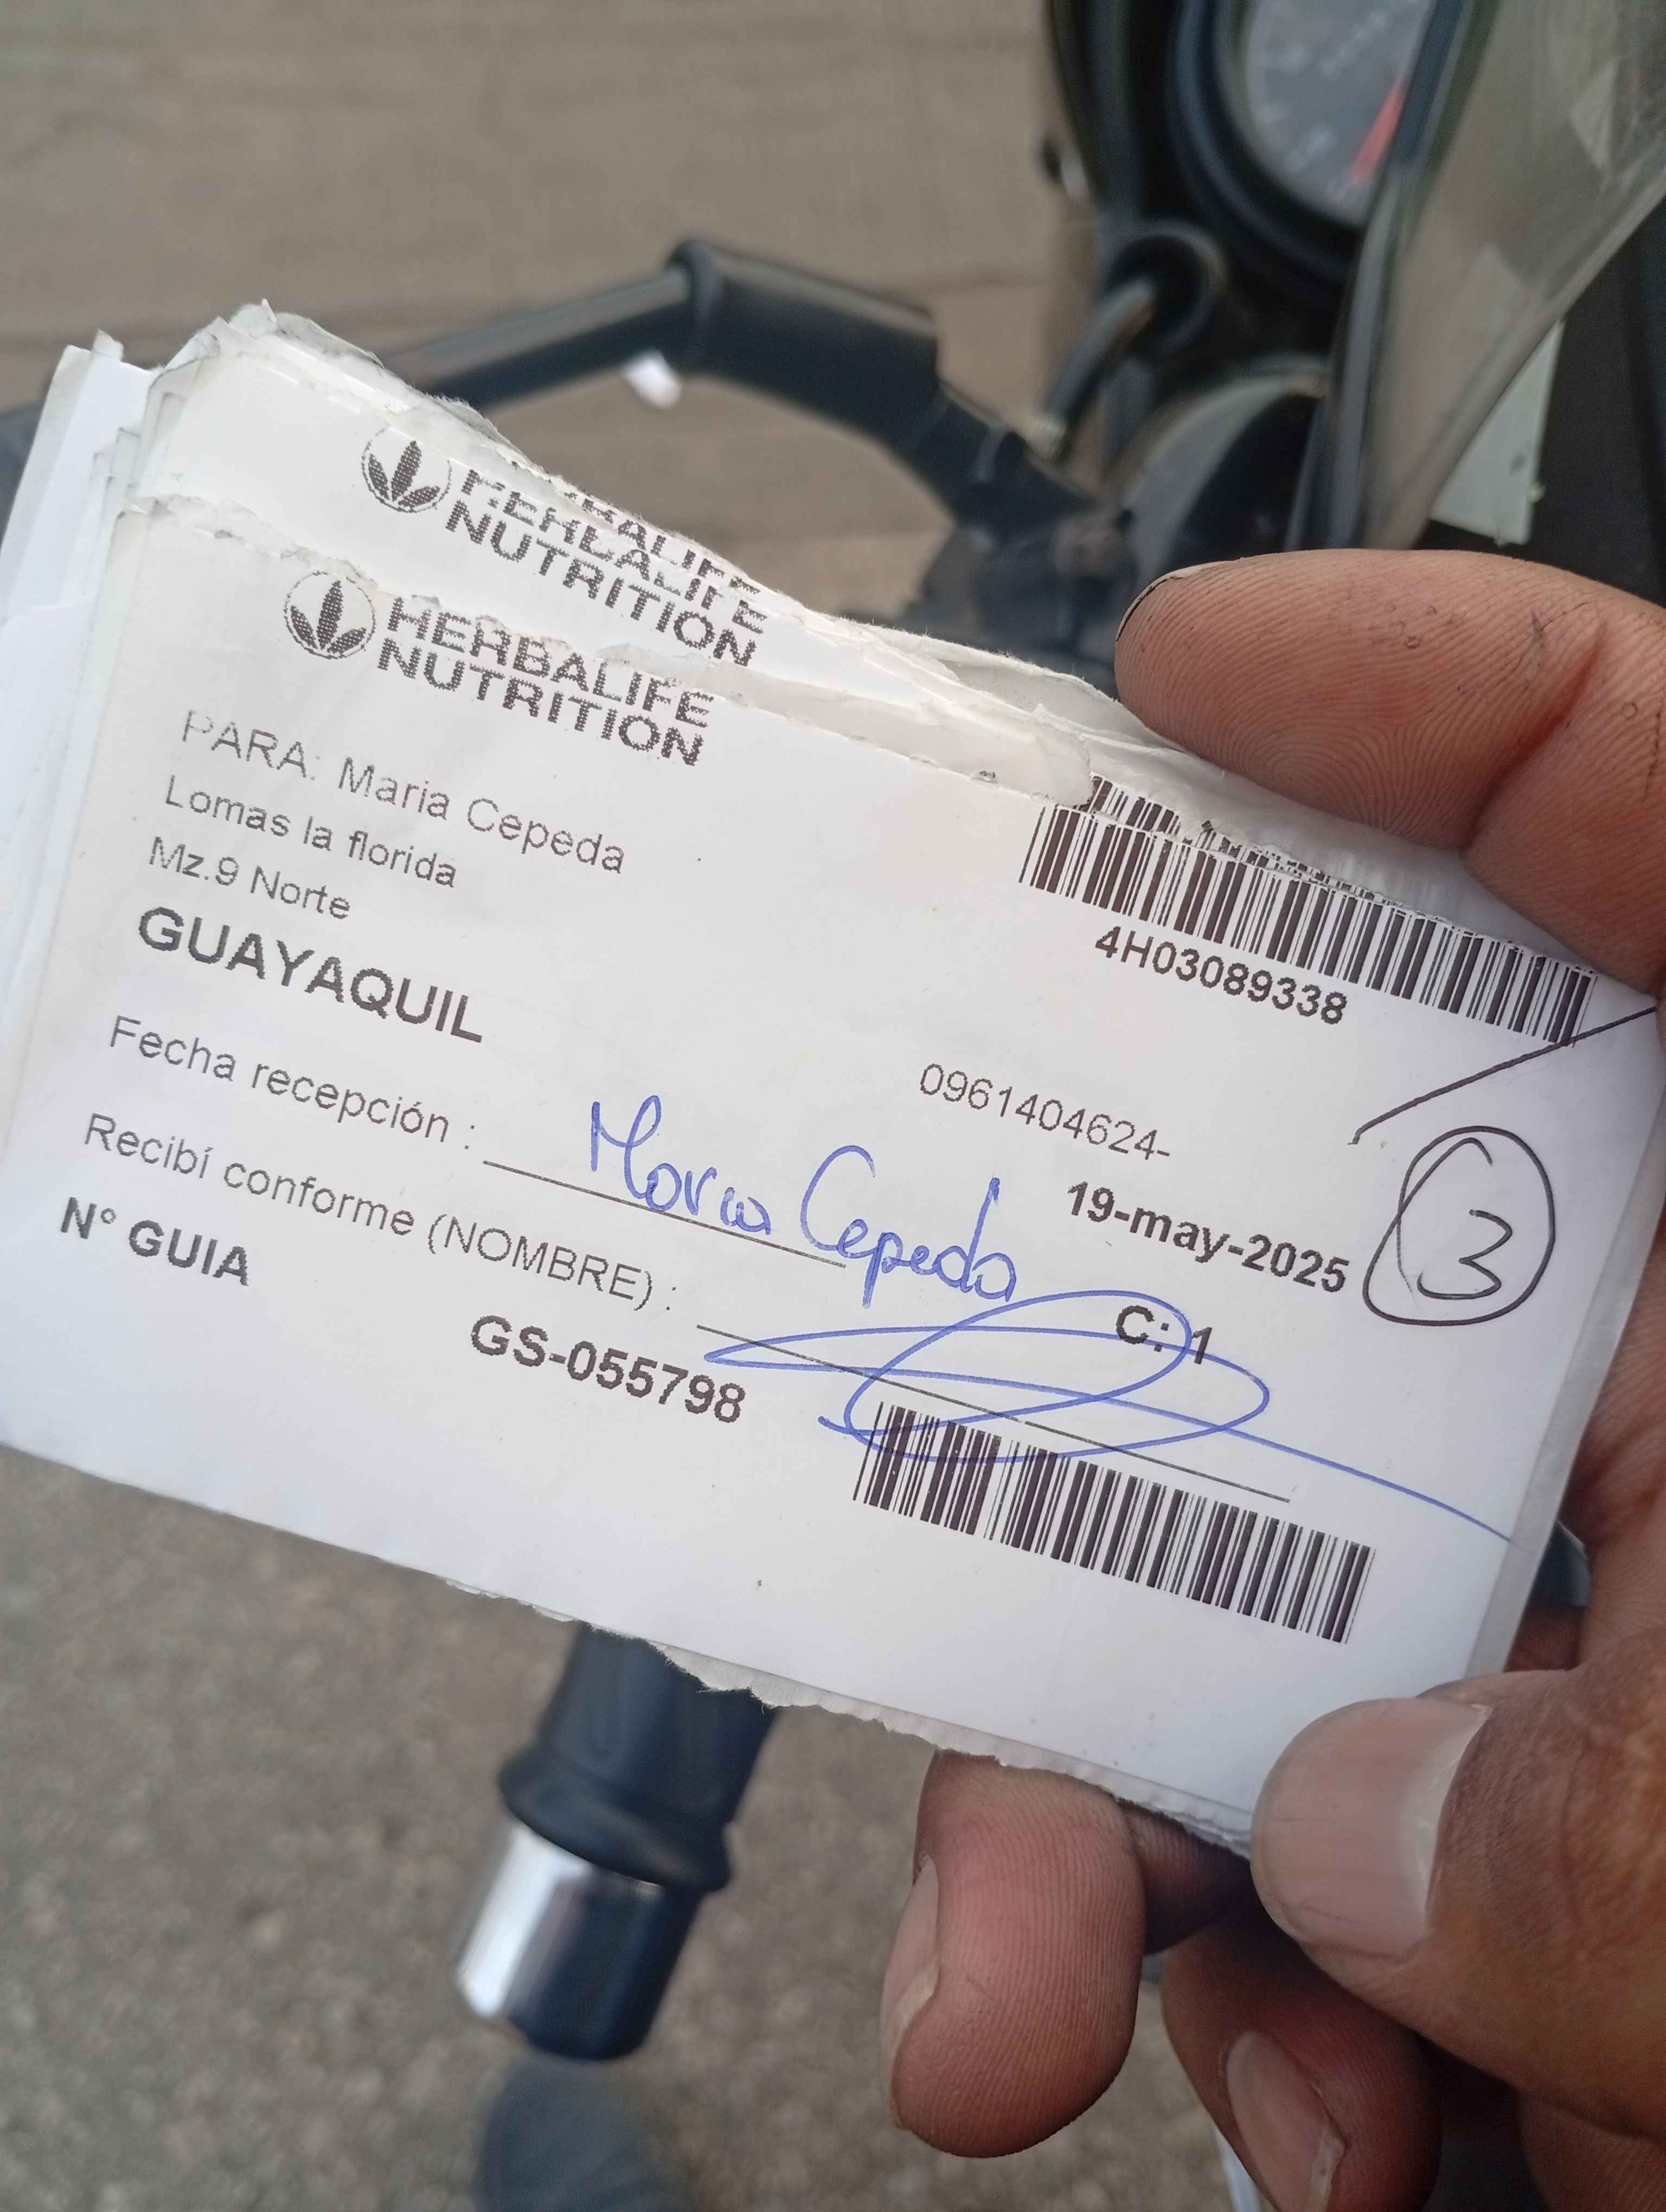 HERBALIFE
NUTRITION
HERBALIFE
NUTRITION
PARA: Maria Cepeda
Lomas la florida
Mz.9 Norte
GUAYAQUIL
4H03089338
0961404624-
Fecha recepción : Maria Cepeda
19-may-2025
3
Recibí conforme (NOMBRE) :
C: 1
N° GUIA
GS-055798